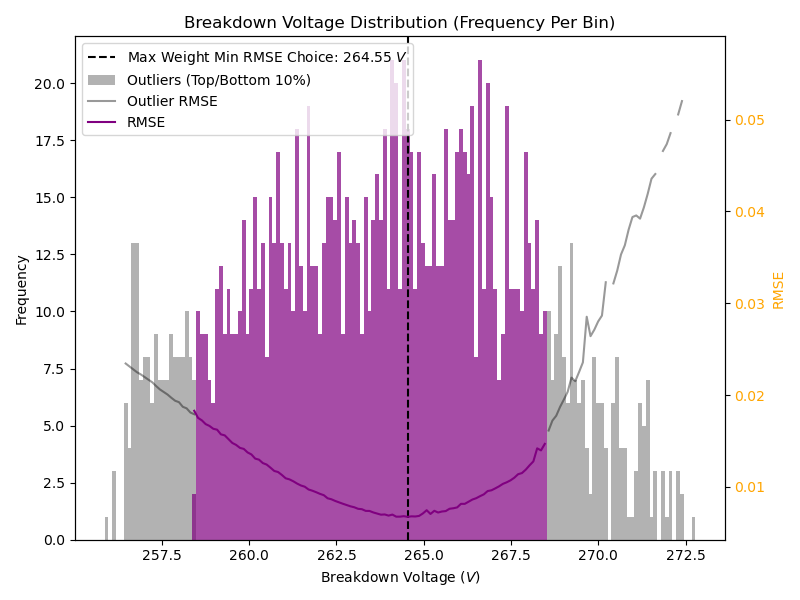 Breakdown Voltage Distribution (Frequency Per Bin)
Max Weight Min RMSE Choice: 264.55 V
Outliers (Top/Bottom 10%)
Outlier RMSE
RMSE
Frequency
20.0
17.5
15.0
12.5
10.0
7.5
5.0
2.5
0.0
0.05
0.04
0.03
0.02
0.01
RMSE
257.5 260.0 262.5 265.0 267.5 270.0 272.5
Breakdown Voltage (V)